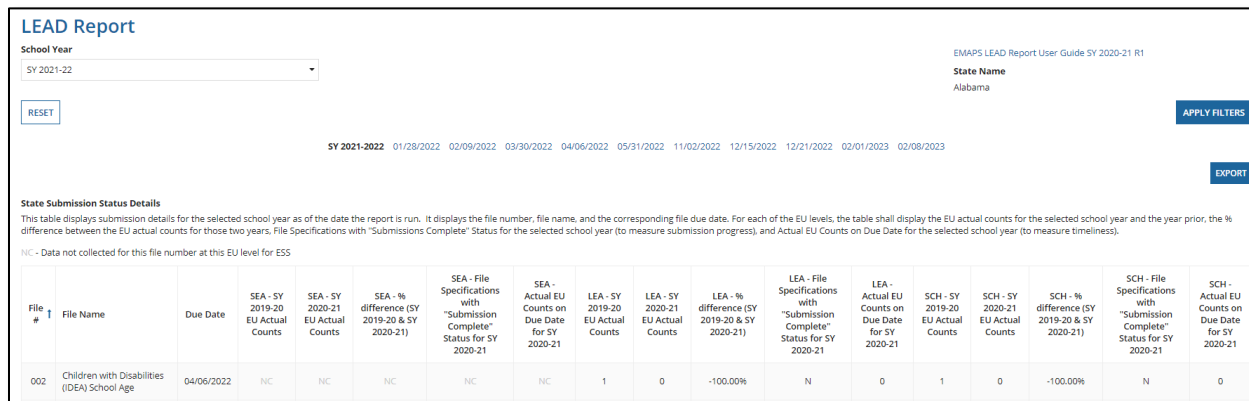 LEAD Report
School Year
SY 2021-22
EMAPS LEAD Report User Guide SY 2020-21 R1
State Name
Alabama
RESET
APPLY FILTERS
SY 2021-2022 01/28/2022 02/09/2022 03/30/2022 04/06/2022 05/31/2022 11/02/2022 12/15/2022 12/21/2022 02/01/2023 02/08/2023
EXPORT
State Submission Status Details
This table displays submission details for the selected school year as of the date the report is run. It displays the file number, file name, and the corresponding file due date. For each of the EU levels, the table shall display the EU actual counts for the selected school year and the year prior, the %
difference between the EU actual counts for those two years, File Specifications with "Submissions Complete" Status for the selected school year (to measure submission progress), and Actual EU Counts on Due Date for the selected school year (to measure timeliness).
NC - Data not collected for this file number at this EU level for ESS
File
# ↑
File Name
Due Date
SEA - SY
2019-20
EU Actual
Counts
SEA - SY
2020-21
EU Actual
Counts
SEA - %
difference (SY
2019-20 & SY
2020-21)
SEA - File
Specifications
with
"Submission
Complete"
Status for SY
2020-21
SEA -
Actual EU
Counts on
Due Date
for SY
2020-21
LEA - SY
2019-20
EU Actual
Counts
LEA - SY
2020-21
EU Actual
Counts
LEA - %
difference (SY
2019-20 & SY
2020-21)
LEA - File
Specifications
with
"Submission
Complete"
Status for SY
2020-21
LEA -
Actual EU
Counts on
Due Date
for SY
2020-21
SCH - SY
2019-20
EU Actual
Counts
SCH - SY
2020-21
EU Actual
Counts
SCH - %
difference (SY
2019-20 & SY
2020-21)
SCH - File
Specifications
with
"Submission
Complete"
Status for SY
2020-21
SCH -
Actual EU
Counts on
Due Date
for SY
2020-21
002
Children with Disabilities
(IDEA) School Age
04/06/2022 NC NC NC NC NC 1 0 -100.00% N 0 1 0 -100.00% N 0